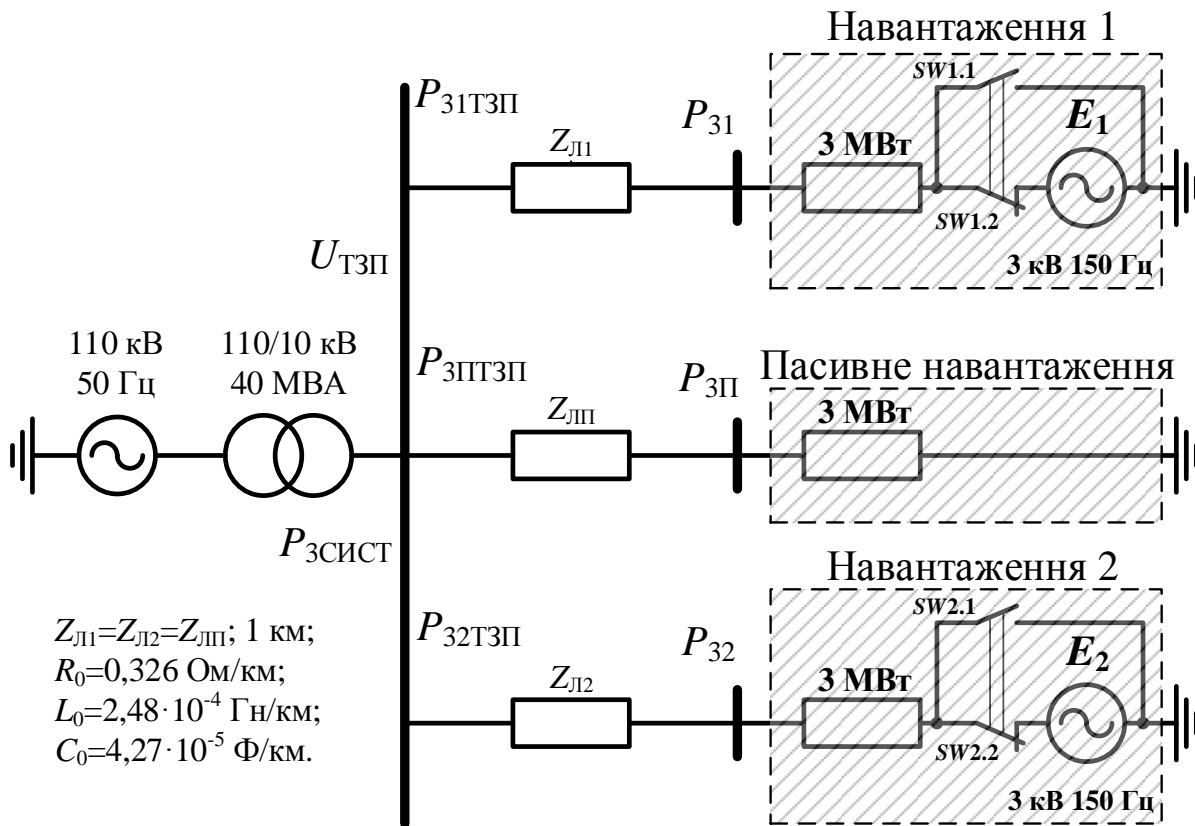 Навантаження 1
P31ТЗП
ZЛ1
P31
3 МВт
SW1.1
SW1.2
E1
3 кВ 150 Гц
UТЗП
110 кВ
50 Гц
110/10 кВ
40 МВА
P3ПТЗП
ZЛП
P3П
Пасивне навантаження
3 МВт
P3СИСТ
Навантаження 2
P32ТЗП
ZЛ2
P32
3 МВт
SW2.1
SW2.2
E2
3 кВ 150 Гц
ZЛ1=ZЛ2=ZЛП; 1 км;
R0=0,326 Ом/км;
L0=2,48·10-4 Гн/км;
C0=4,27·10-5 Ф/км.